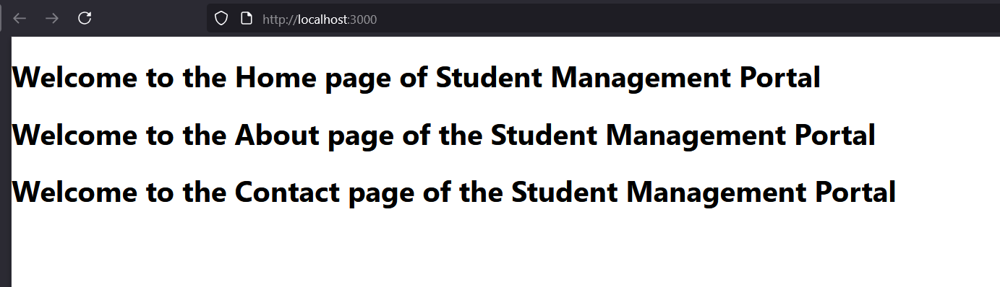 http://localhost:3000
Welcome to the Home page of Student Management Portal
Welcome to the About page of the Student Management Portal
Welcome to the Contact page of the Student Management Portal